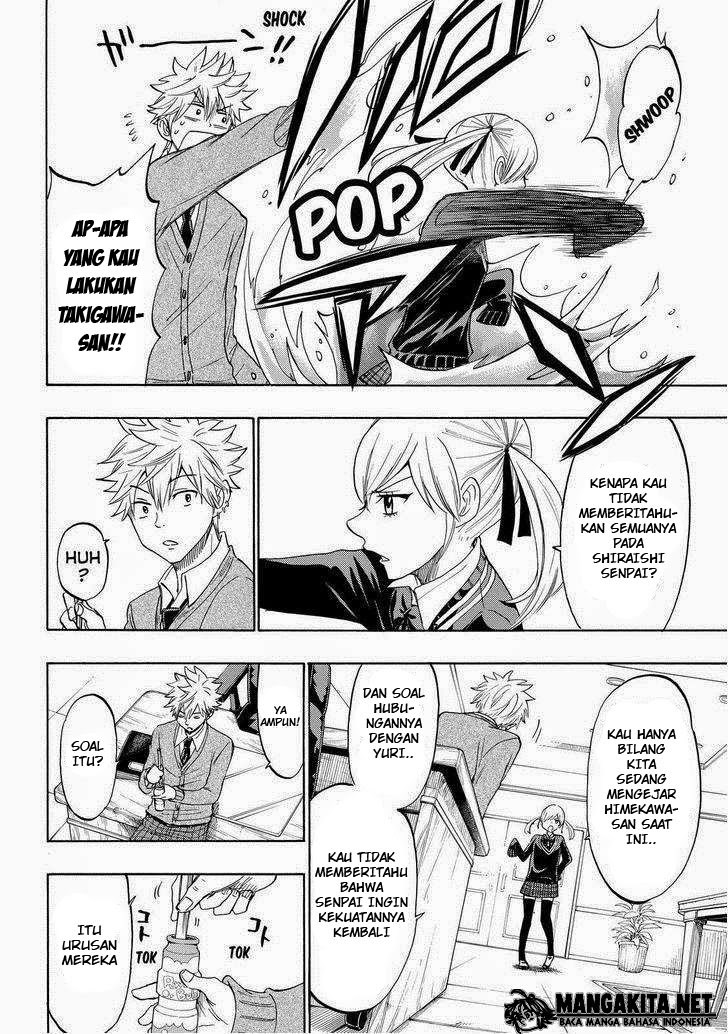 SHWOOP
POP
SHOCK
ガ
!!
AP-APA
YANG KAU
LAKUKAN
TAKIGAWA-
SAN!!
KENAPA KAU
TIDAK
MEMBERITAHU-
KAN SEMUANYA
PADA
SHIRAISHI
SENPAI?
HUH
?
KAU HANYA
BILANG
KITA
SEDANG
MENGEJAR
HIMEKAWA-
SAN SAAT
INI..
DAN SOAL
HUBU-
NGANNYA
DENGAN
YURI..
KAU TIDAK
MEMBERITAHU
BAHWA
SENPAI INGIN
KEKUATANNYA
KEMBALI
YA
AMPUN!
SOAL
ITU?
コト
TOK
コト
TOK
ITU
URUSAN
MEREKA
MANGAKITA.NET
BACA MANGA BAHASA INDONESIA